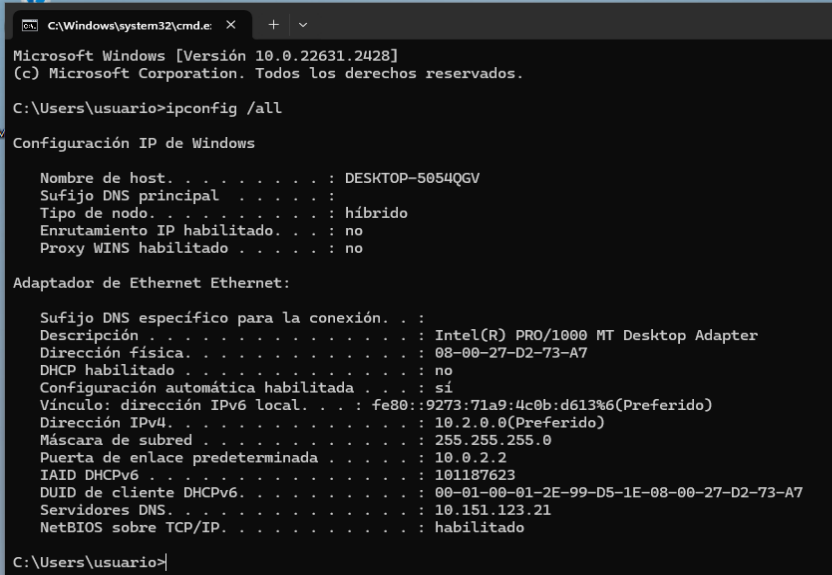 C:\Windows\system32\cmd.e:
Microsoft Windows [Versión 10.0.22631.2428]
(c) Microsoft Corporation. Todos los derechos reservados.
C:\Users\usuario>ipconfig /all
Configuración IP de Windows
Nombre de host. . . . . . . . . : DESKTOP-5054QGV
Sufijo DNS principal  . . . . . :
Tipo de nodo. . . . . . . . . . : híbrido
Enrutamiento IP habilitado. . . : no
Proxy WINS habilitado . . . . . : no
Adaptador de Ethernet Ethernet:
Sufijo DNS específico para la conexión. . :
Descripción . . . . . . . . . . . . . . . : Intel(R) PRO/1000 MT Desktop Adapter
Dirección física. . . . . . . . . . . . . : 08-00-27-D2-73-A7
DHCP habilitado . . . . . . . . . . . . . : no
Configuración automática habilitada . . . : sí
Vínculo: dirección IPv6 local. . . : fe80::9273:71a9:4c0b:d613%6(Preferido)
Dirección IPv4. . . . . . . . . . . . . . : 10.2.0.0(Preferido)
Máscara de subred . . . . . . . . . . . . : 255.255.255.0
Puerta de enlace predeterminada . . . . . : 10.0.2.2
IAID DHCPv6 . . . . . . . . . . . . . . . : 101187623
DUID de cliente DHCPv6. . . . . . . . . . : 00-01-00-01-2E-99-D5-1E-08-00-27-D2-73-A7
Servidores DNS. . . . . . . . . . . . . . : 10.151.123.21
NetBIOS sobre TCP/IP. . . . . . . . . . . : habilitado
C:\Users\usuario>